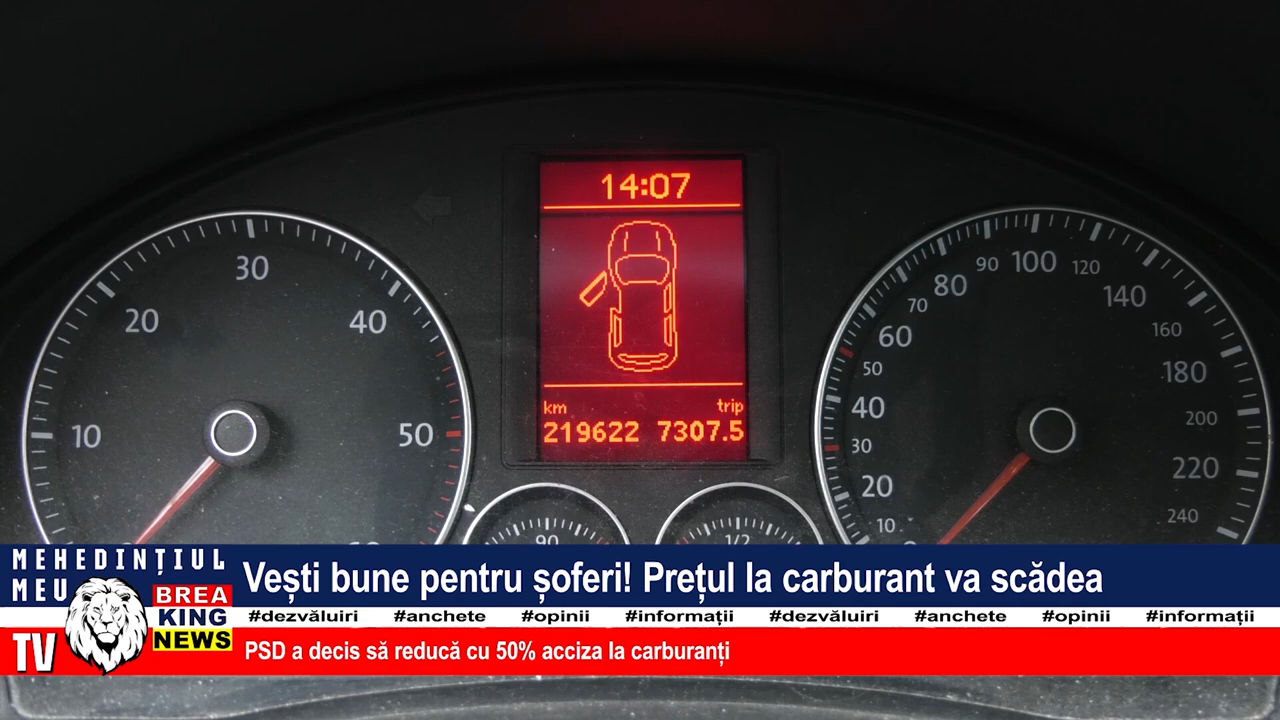 14:07
km trip
219622 7307.5
10
20
30
40
50
10
20
30
40
50
60
70
80
90
100
120
140
160
180
200
220
240
90
1/2
MEHEDINȚIUL
MEU
TV
BREA
KING
NEWS
Vești bune pentru șoferi! Prețul la carburant va scădea
#dezvăluiri #anchete #opinii #informații #dezvăluiri #anchete #opinii #informații
PSD a decis să reducă cu 50% acciza la carburanți